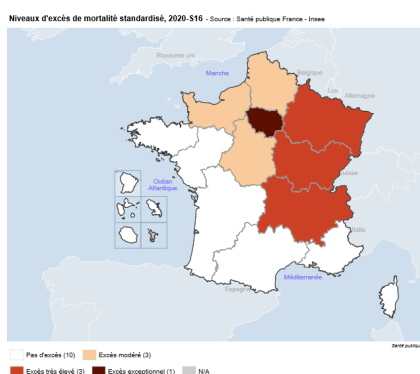 Niveaux d'excès de mortalité standardisé, 2020-S16 - Source : Santé publique France - Insee
Royaume uni
Manche
Belgique
Lux
Allemagne
Suisse
Océan
Atlantique
Italia
Méditerranée
Espagne
Santé publique
Pas d'excès (10) Excès modéré (3)
Excès très élevé (3) Excès exceptionnel (1) N/A